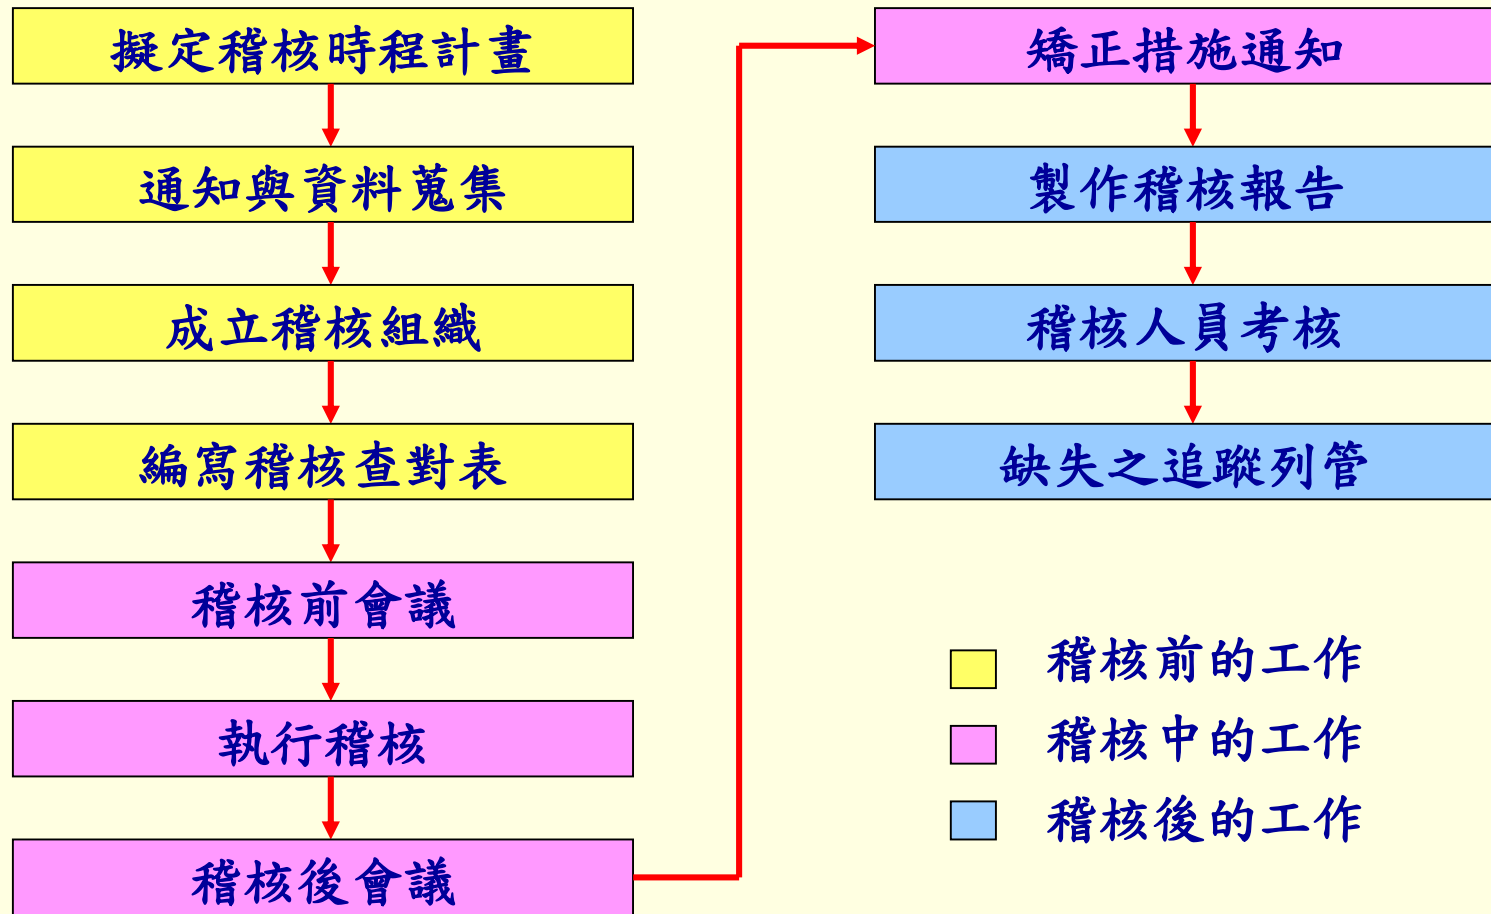 擬定稽核時程計畫
通知與資料蒐集
成立稽核組織
編寫稽核查對表
稽核前會議
執行稽核
稽核後會議
矯正措施通知
製作稽核報告
稽核人員考核
缺失之追蹤列管
稽核前的工作
稽核中的工作
稽核後的工作